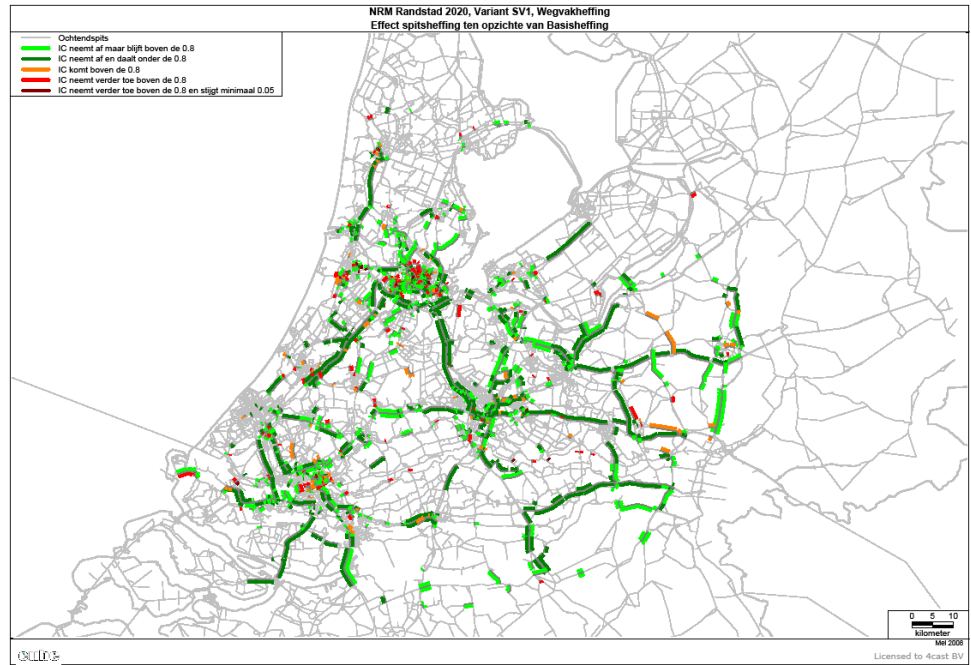 NRM Randstad 2020, Variant SV1, Wegvakheffing
Effect spitsheffing ten opzichte van Basisheffing
Ochtendspits
IC neemt af maar blijft boven de 0.8
IC neemt af en daalt onder de 0.8
IC komt boven de 0.8
IC neemt verder toe boven de 0.8
IC neemt verder toe boven de 0.8 en stijgt minimaal 0.05
0 5 10
kilometer
Mei 2008
cube
Licensed to 4cast BV